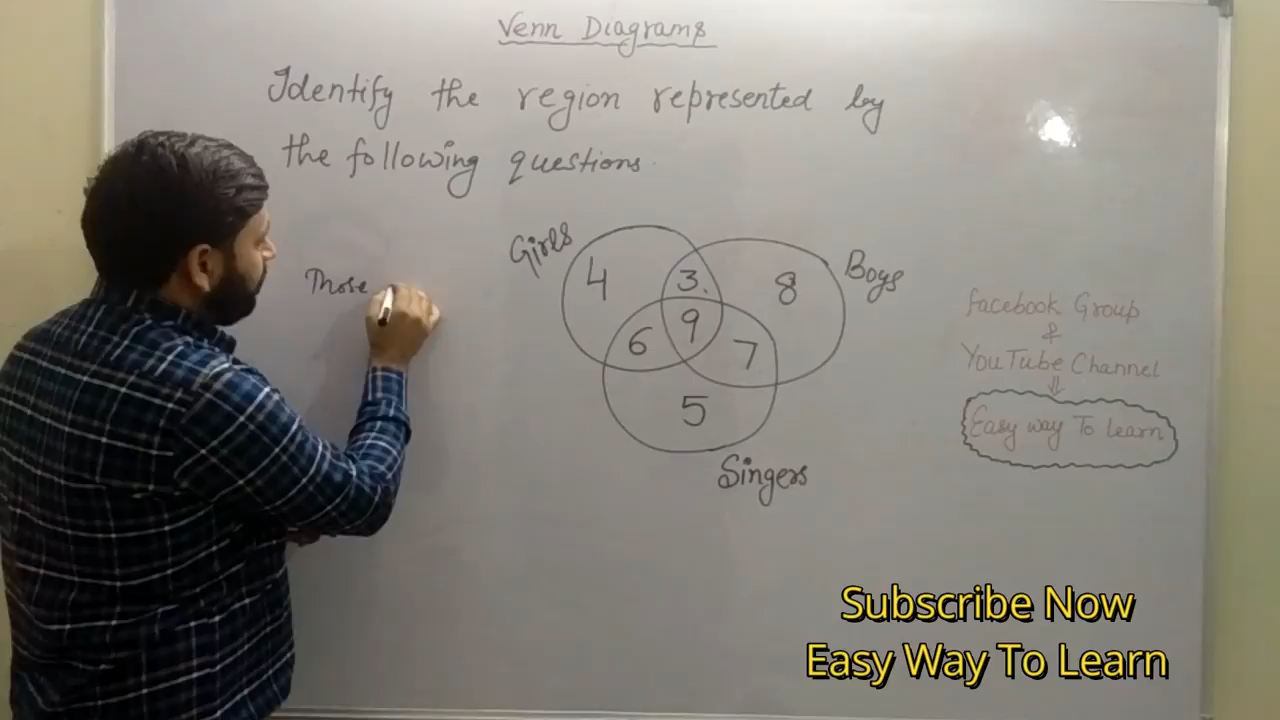 Venn Diagrams
Identify the region represented by
the following questions.
Girls
4
3.
8
Boys
Those
6
9
7
5
Singers
facebook Group
&
YouTube Channel
⇓
Easy way To Learn
Subscribe Now
Easy Way To Learn